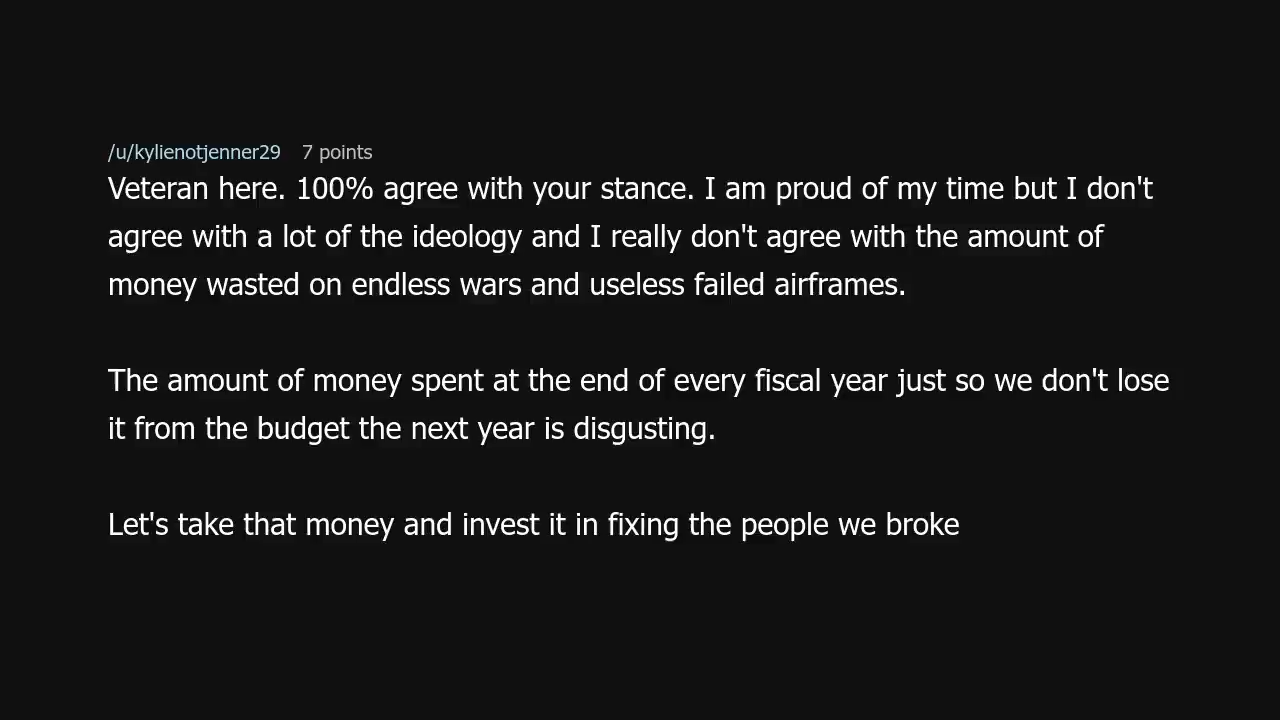 /u/kylienotjenner29 7 points
Veteran here. 100% agree with your stance. I am proud of my time but I don't
agree with a lot of the ideology and I really don't agree with the amount of
money wasted on endless wars and useless failed airframes.
The amount of money spent at the end of every fiscal year just so we don't lose
it from the budget the next year is disgusting.
Let's take that money and invest it in fixing the people we broke